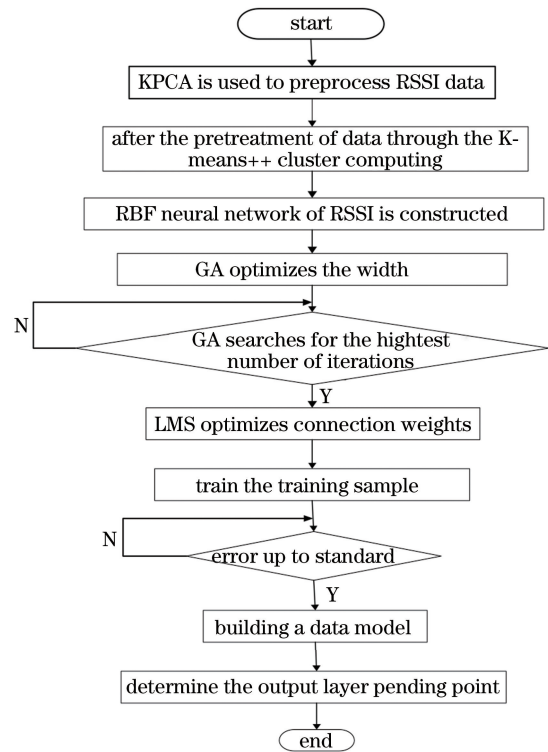 start
KPCA is used to preprocess RSSI data
after the pretreatment of data through the K-
means++ cluster computing
RBF neural network of RSSI is constructed
GA optimizes the width
N
GA searches for the hightest
number of iterations
Y
LMS optimizes connection weights
train the training sample
N
error up to standard
Y
building a data model
determine the output layer pending point
end